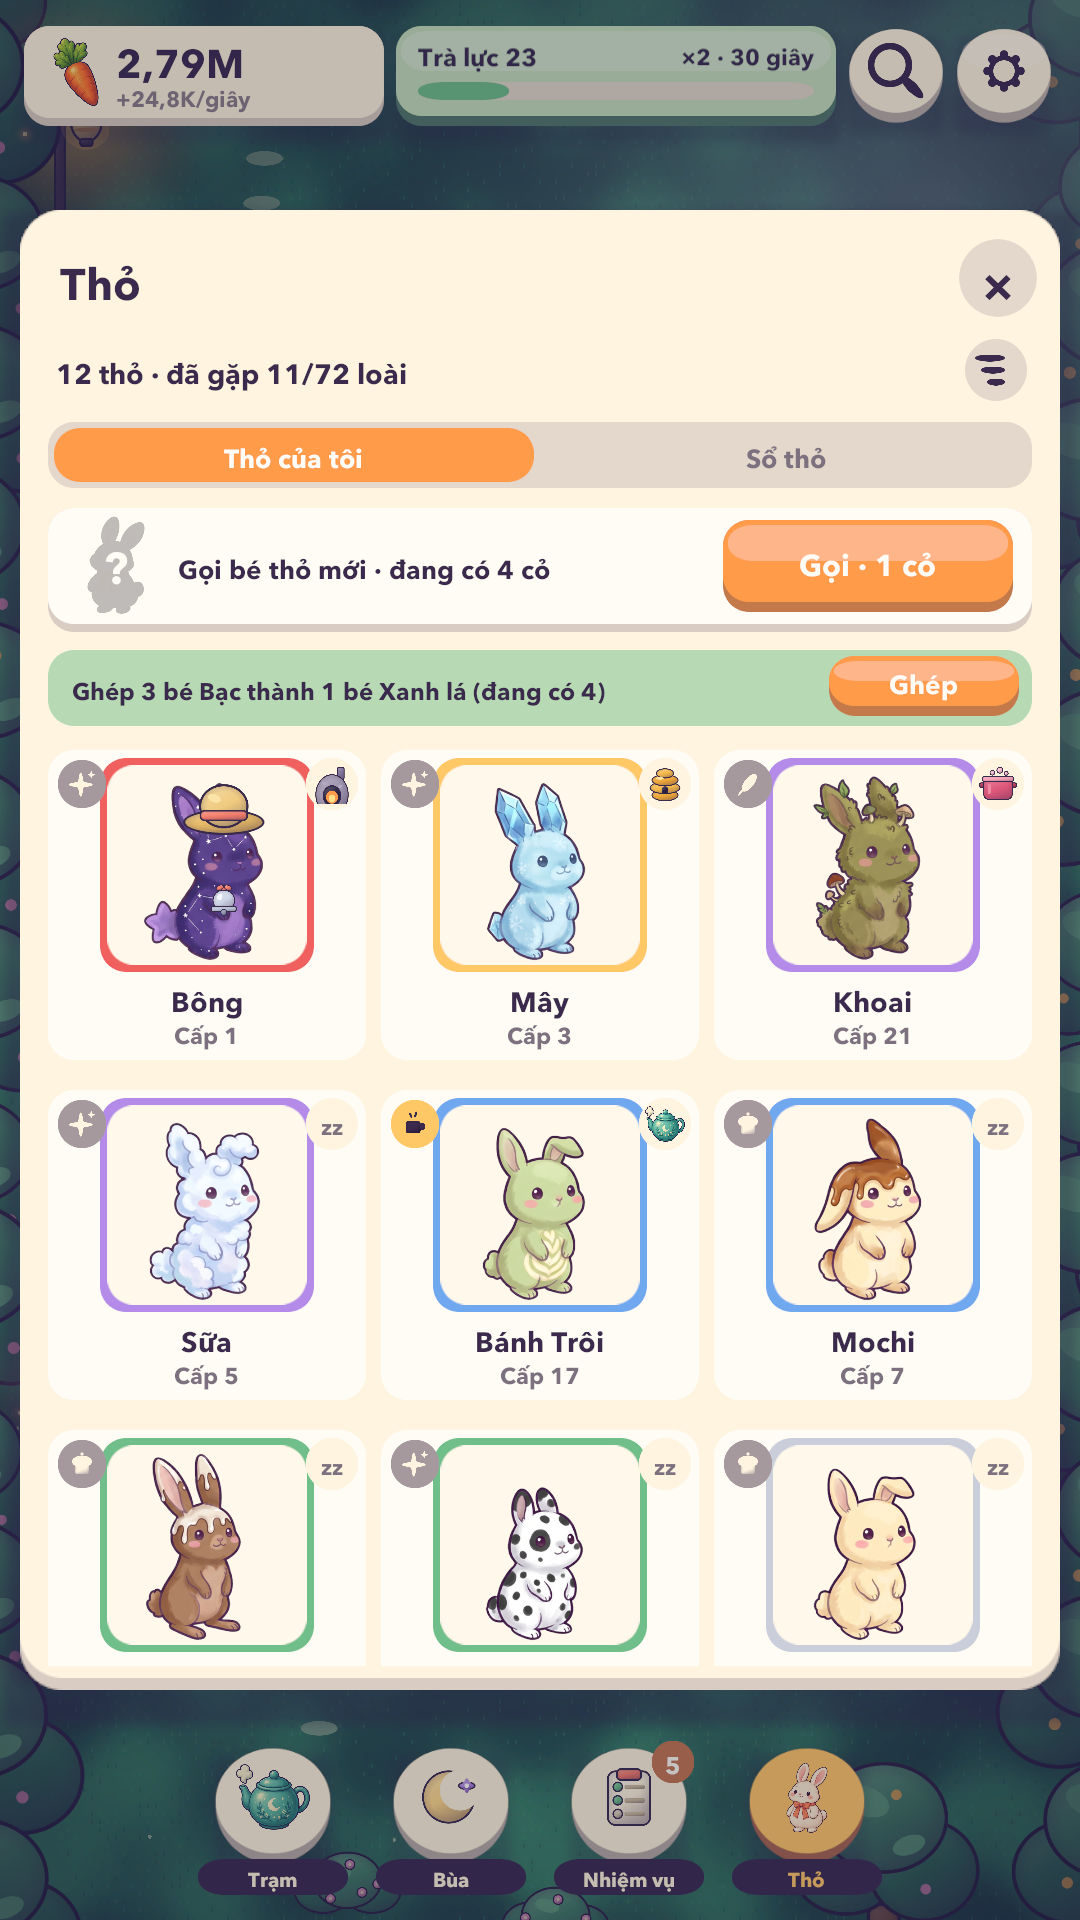 2,79M
+24,8K/giây
Trà lực 23
×2 · 30 giây
Thỏ
12 thỏ · đã gặp 11/72 loài
Thỏ của tôi
Sổ thỏ
?
Gọi bé thỏ mới · đang có 4 cỏ
Gọi · 1 cỏ
Ghép 3 bé Bạc thành 1 bé Xanh lá (đang có 4)
Ghép
Bông
Cấp 1
Mây
Cấp 3
Khoai
Cấp 21
zz
zz
Sữa
Cấp 5
Bánh Trôi
Cấp 17
Mochi
Cấp 7
zz
zz
zz
5
Trạm
Bùa
Nhiệm vụ
Thỏ